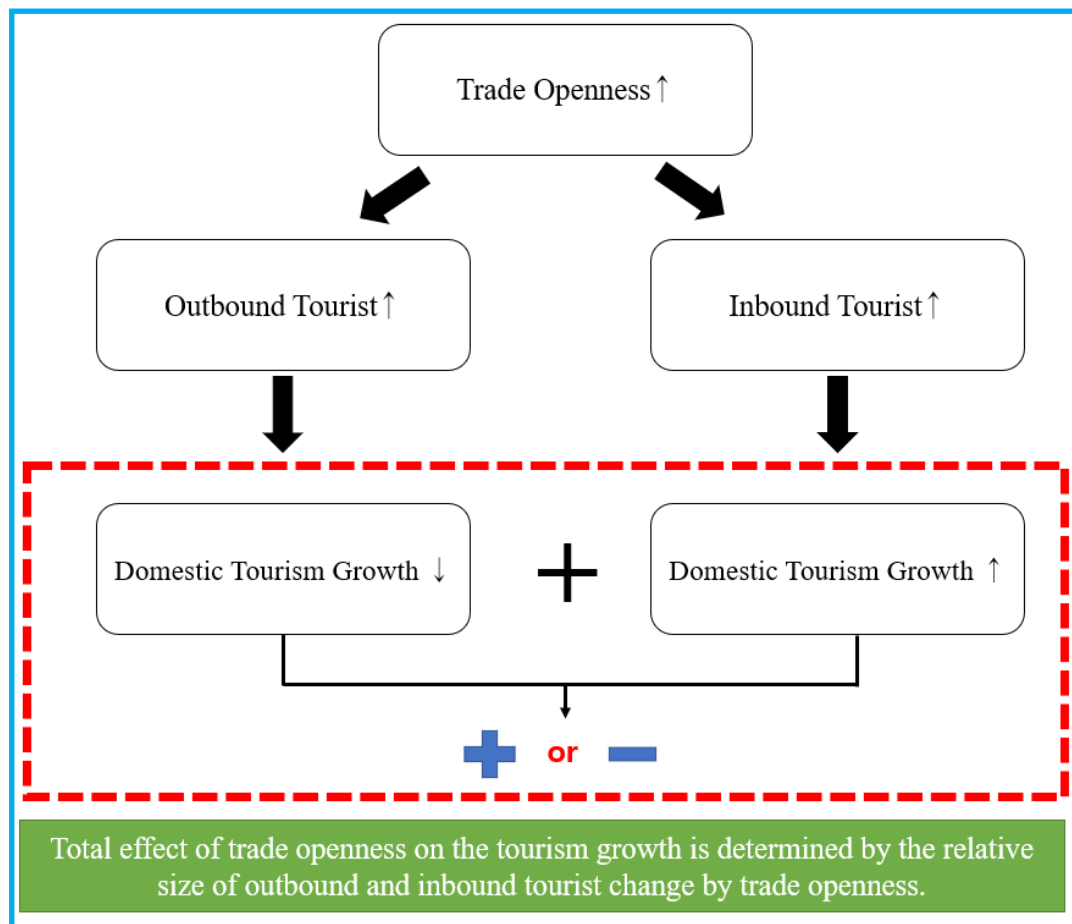 Trade Openness↑
Outbound Tourist↑
Inbound Tourist↑
Domestic Tourism Growth ↓
+
Domestic Tourism Growth ↑
+ or −
Total effect of trade openness on the tourism growth is determined by the relative
size of outbound and inbound tourist change by trade openness.